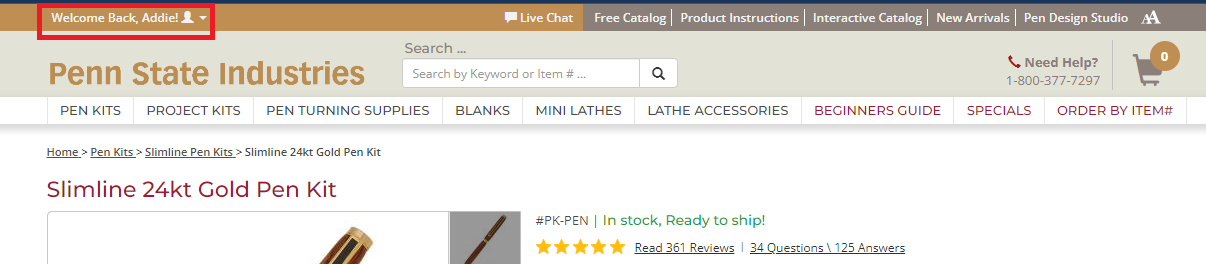 Welcome Back, Addie!
Live Chat
Free Catalog | Product Instructions | Interactive Catalog | New Arrivals | Pen Design Studio AA
Search ...
Penn State Industries
Search by Keyword or Item # ...
Need Help?
1-800-377-7297
0
PEN KITS PROJECT KITS PEN TURNING SUPPLIES BLANKS MINI LATHES LATHE ACCESSORIES BEGINNERS GUIDE SPECIALS ORDER BY ITEM#
Home > Pen Kits > Slimline Pen Kits > Slimline 24kt Gold Pen Kit
Slimline 24kt Gold Pen Kit
#PK-PEN | In stock, Ready to ship!
Read 361 Reviews | 34 Questions \ 125 Answers